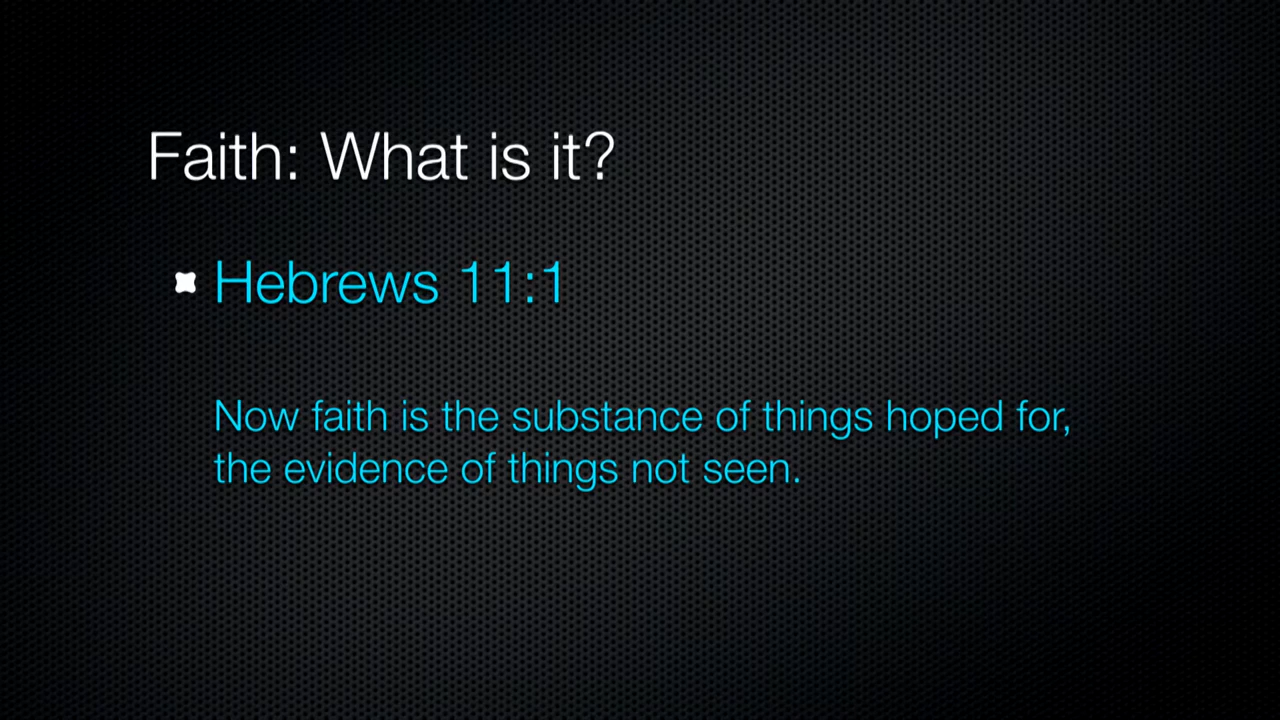 Faith: What is it?
Hebrews 11:1
Now faith is the substance of things hoped for,
the evidence of things not seen.